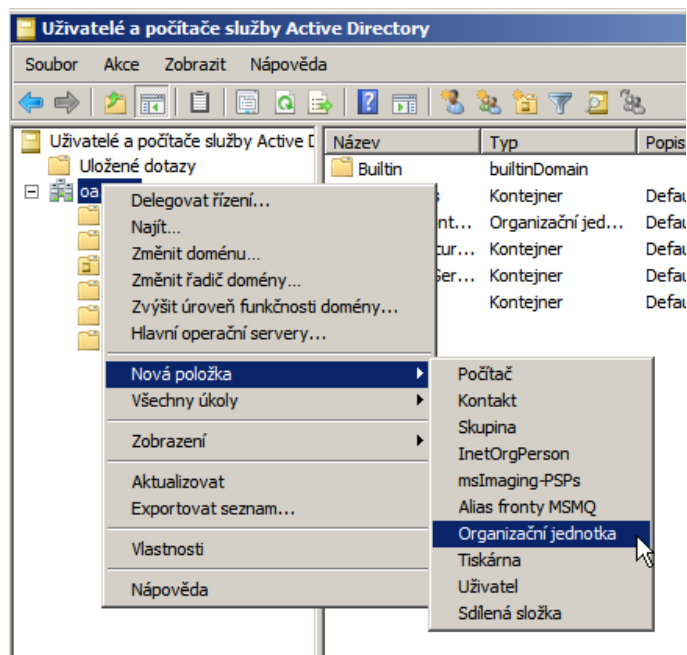 Uživatelé a počítače služby Active Directory
Soubor Akce Zobrazit Nápověda
Uživatelé a počítače služby Active
Uložené dotazy
oa
Název Typ Popis
Builtin builtinDomain
Kontejner Defau
nt... Organizační jed... Defau
tur... Kontejner Defau
Ser... Kontejner Defau
Kontejner Defau
Delegovat řízení...
Najít...
Změnit doménu...
Změnit řadič domény...
Zvýšit úroveň funkčnosti domény...
Hlavní operační servery...
Nová položka
Všechny úkoly
Zobrazení
Aktualizovat
Exportovat seznam...
Vlastnosti
Nápověda
Počítač
Kontakt
Skupina
InetOrgPerson
msImaging-PSPs
Alias fronty MSMQ
Organizační jednotka
Tiskárna
Uživatel
Sdílená složka